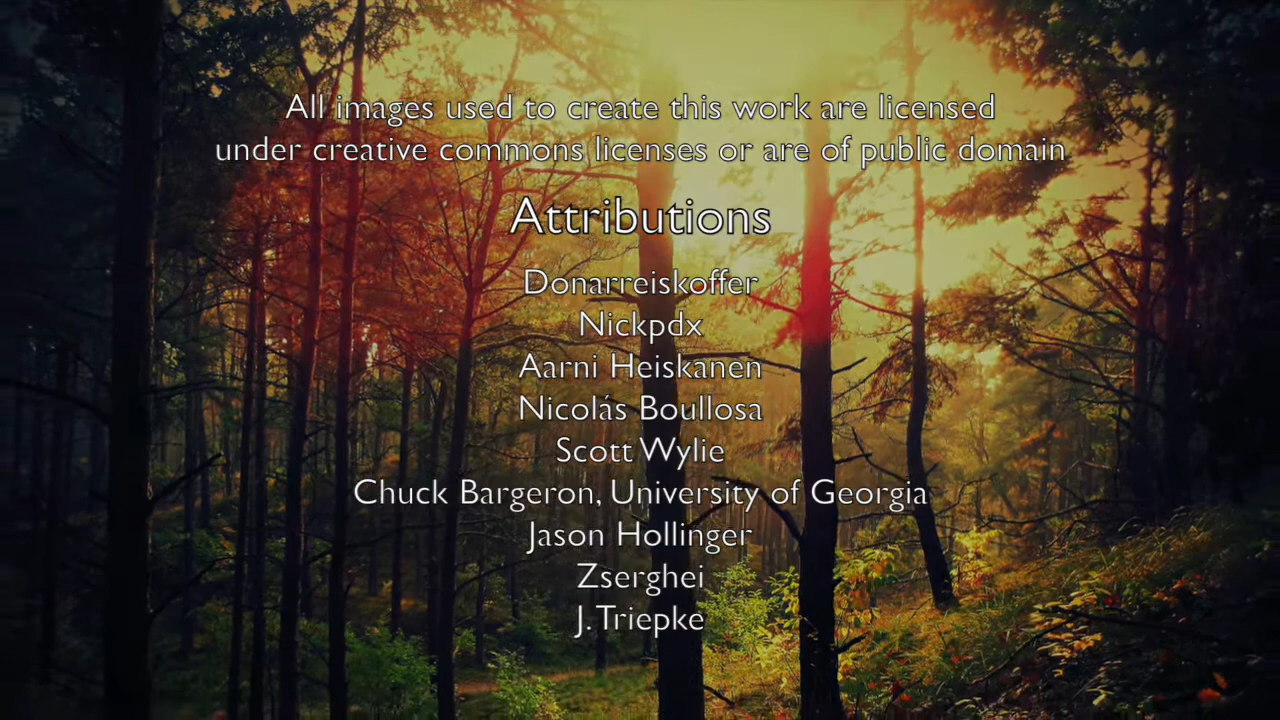 All images used to create this work are licensed
under creative commons licenses or are of public domain
Attributions
Donarreiskoffer
Nickpdx
Aarni Heiskanen
Nicolás Boullosa
Scott Wylie
Chuck Bargeron, University of Georgia
Jason Hollinger
Zserghei
J. Triepke